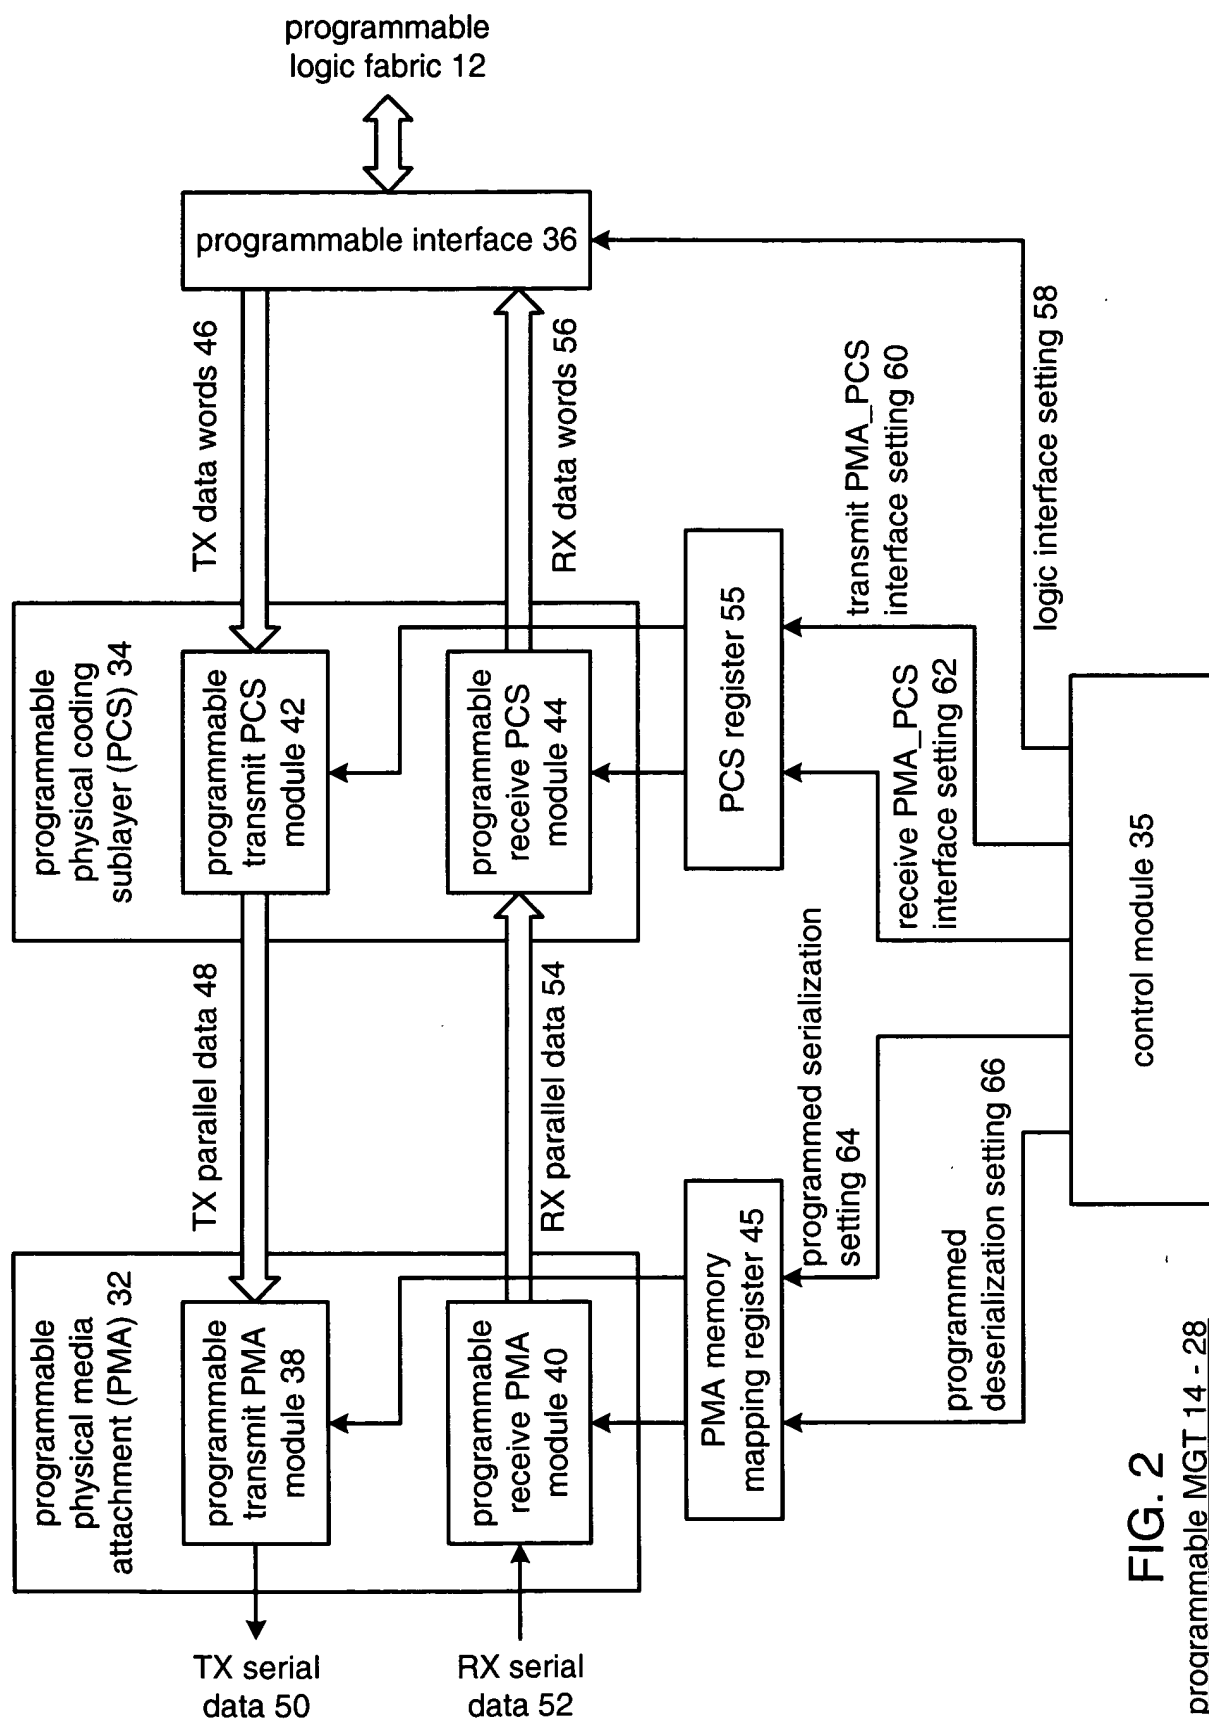 programmable
logic fabric 12
programmable interface 36
TX data words 46
RX data words 56
programmable
physical coding
sublayer (PCS) 34
programmable
transmit PCS
module 42
programmable
receive PCS
module 44
PCS register 55
transmit PMA_PCS
interface setting 60
receive PMA_PCS
interface setting 62
logic interface setting 58
TX parallel data 48
RX parallel data 54
programmable
physical media
attachment (PMA) 32
programmable
transmit PMA
module 38
programmable
receive PMA
module 40
PMA memory
mapping register 45
programmed serialization
setting 64
programmed
deserialization setting 66
control module 35
TX serial
data 50
RX serial
data 52
FIG. 2
programmable MGT 14 - 28